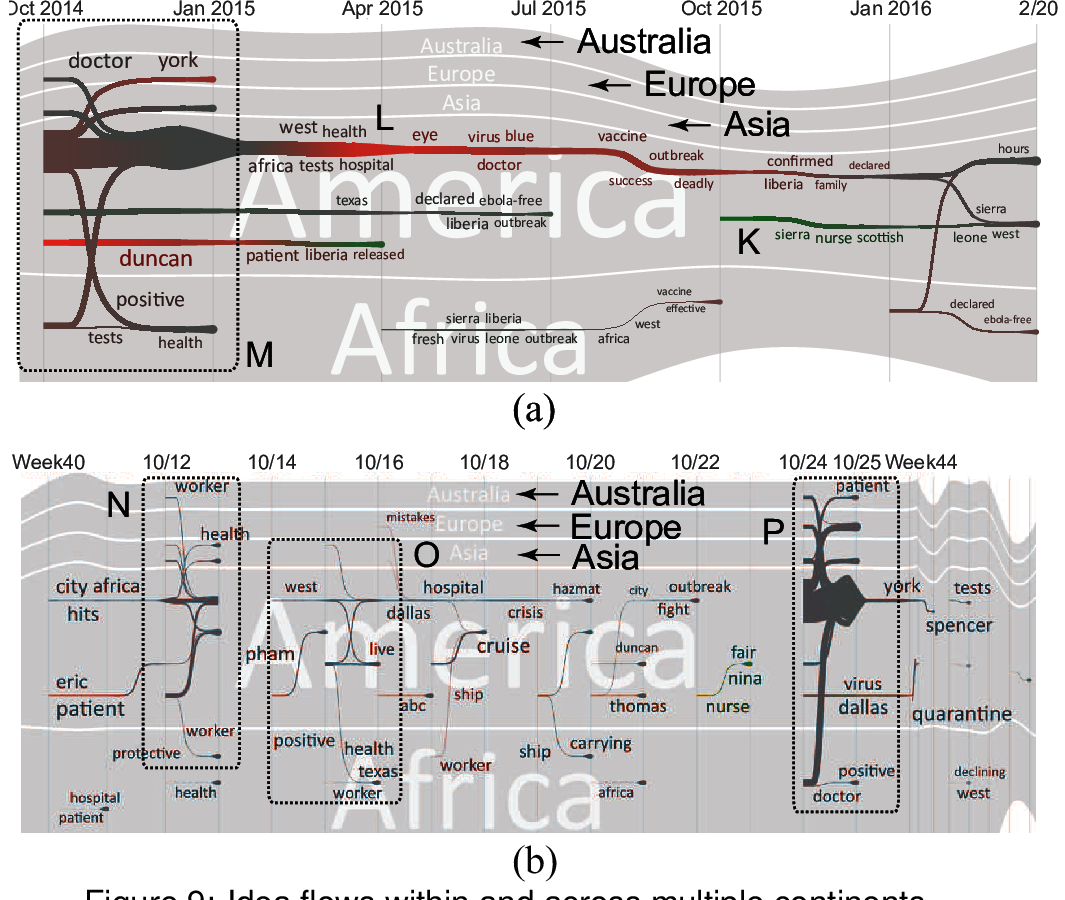 Oct 2014 Jan 2015 Apr 2015 Jul 2015 Oct 2015 Jan 2016 2/20
Australia Australia
doctor york
Europe Europe
Asia Asia
L
west health eye virus blue vaccine
africa tests hospital doctor outbreak confirmed declared hours
success deadly liberia family
America
texas declared ebola-free
liberia outbreak
sierra
K sierra nurse scottish leone west
duncan patient liberia released
positive
vaccine
effective
declared
ebola-free
sierra liberia
fresh virus leone outbreak africa west
Africa
tests health
M
(a)
Week40 10/12 10/14 10/16 10/18 10/20 10/22 10/24 10/25 Week44
N worker Australia Australia patient
mistakes Europe Europe P
health O Asia Asia
city africa west hospital hazmat city outbreak york tests
hits dallas crisis fight spencer
America
pham live cruise duncan fair
nina
eric virus
patient abc ship thomas nurse dallas quarantine
worker
positive health ship carrying
protective worker positive declining
texas
health worker africa doctor west
Africa
hospital
patient
(b)
Figure 9: Idea flows within and across multiple continents